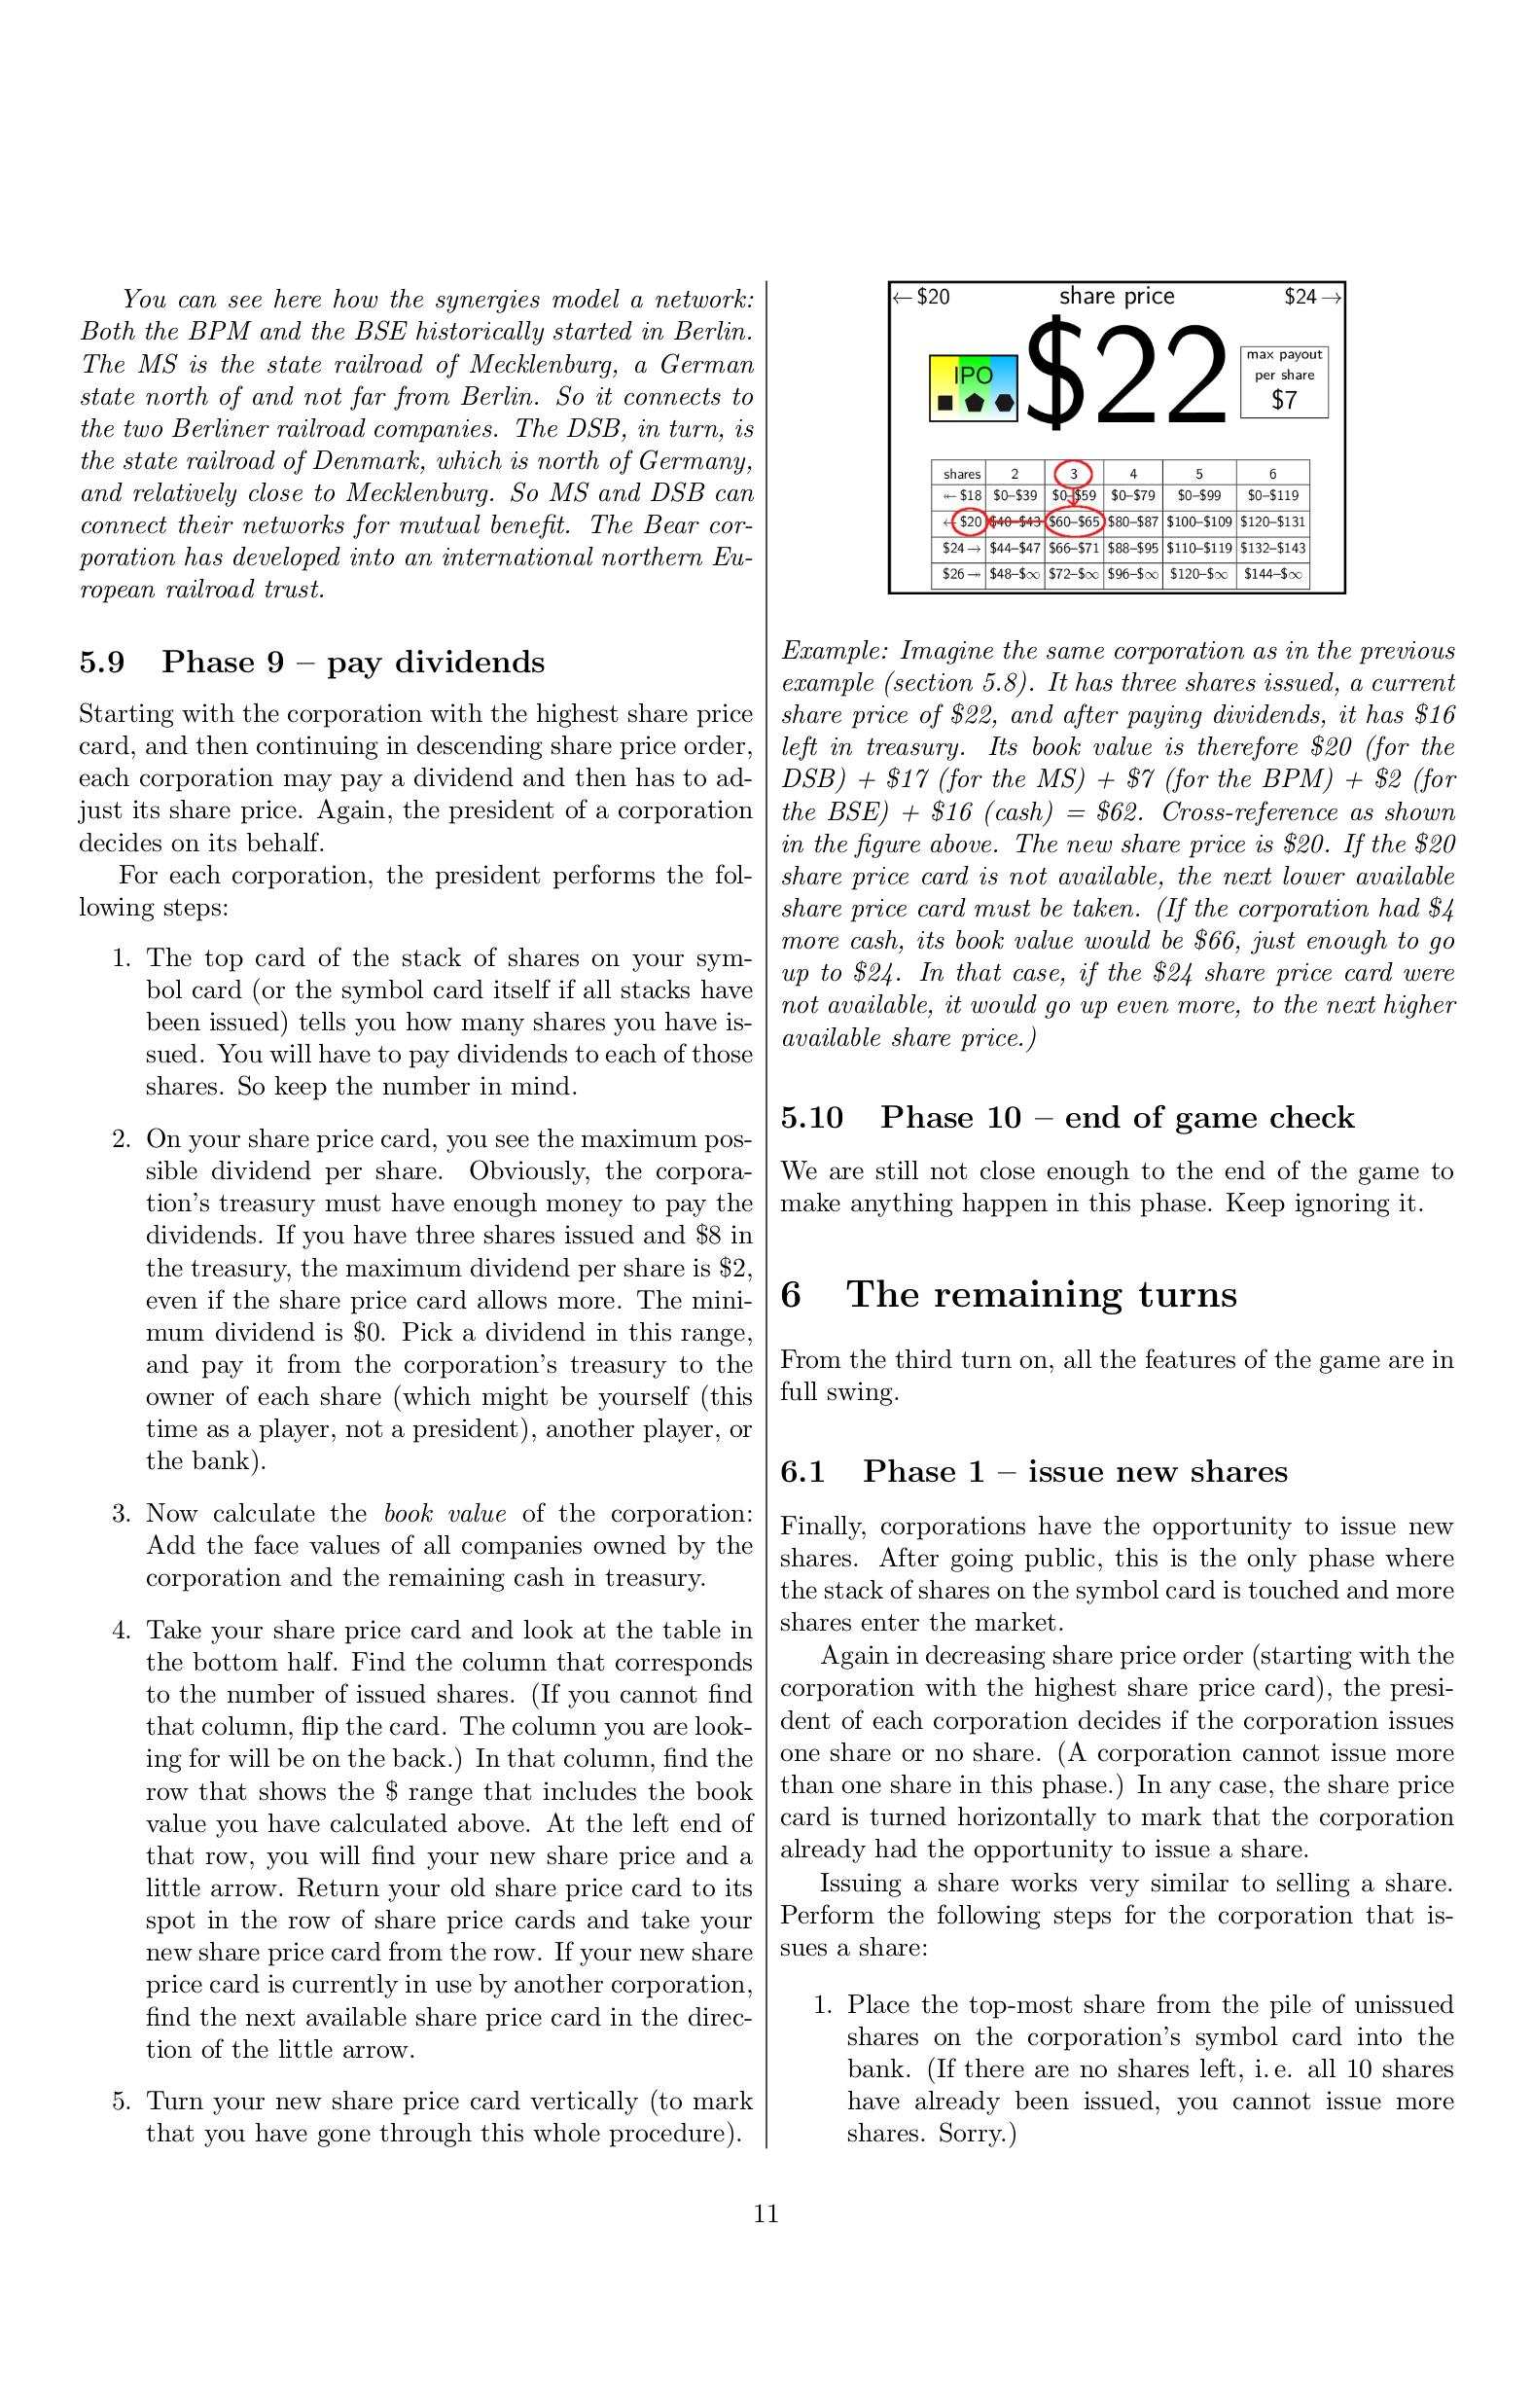 You can see here how the synergies model a network:
Both the BPM and the BSE historically started in Berlin.
The MS is the state railroad of Mecklenburg, a German
state north of and not far from Berlin. So it connects to
the two Berliner railroad companies. The DSB, in turn, is
the state railroad of Denmark, which is north of Germany,
and relatively close to Mecklenburg. So MS and DSB can
connect their networks for mutual benefit. The Bear cor-
poration has developed into an international northern Eu-
ropean railroad trust.
5.9 Phase 9 – pay dividends
Starting with the corporation with the highest share price
card, and then continuing in descending share price order,
each corporation may pay a dividend and then has to ad-
just its share price. Again, the president of a corporation
decides on its behalf.
For each corporation, the president performs the fol-
lowing steps:
1. The top card of the stack of shares on your sym-
bol card (or the symbol card itself if all stacks have
been issued) tells you how many shares you have is-
sued. You will have to pay dividends to each of those
shares. So keep the number in mind.
2. On your share price card, you see the maximum pos-
sible dividend per share. Obviously, the corpora-
tion's treasury must have enough money to pay the
dividends. If you have three shares issued and $8 in
the treasury, the maximum dividend per share is $2,
even if the share price card allows more. The mini-
mum dividend is $0. Pick a dividend in this range,
and pay it from the corporation's treasury to the
owner of each share (which might be yourself (this
time as a player, not a president), another player, or
the bank).
3. Now calculate the book value of the corporation:
Add the face values of all companies owned by the
corporation and the remaining cash in treasury.
4. Take your share price card and look at the table in
the bottom half. Find the column that corresponds
to the number of issued shares. (If you cannot find
that column, flip the card. The column you are look-
ing for will be on the back.) In that column, find the
row that shows the $ range that includes the book
value you have calculated above. At the left end of
that row, you will find your new share price and a
little arrow. Return your old share price card to its
spot in the row of share price cards and take your
new share price card from the row. If your new share
price card is currently in use by another corporation,
find the next available share price card in the direc-
tion of the little arrow.
5. Turn your new share price card vertically (to mark
that you have gone through this whole procedure).
←$20 share price $24→
IPO
$22
max payout
per share
$7
shares 2 3 4 5 6
↞ $18 $0–$39 $0–$59 $0–$79 $0–$99 $0–$119
← $20 $40–$43 $60–$65 $80–$87 $100–$109 $120–$131
$24 → $44–$47 $66–$71 $88–$95 $110–$119 $132–$143
$26 ↠ $48–$∞ $72–$∞ $96–$∞ $120–$∞ $144–$∞
Example: Imagine the same corporation as in the previous
example (section 5.8). It has three shares issued, a current
share price of $22, and after paying dividends, it has $16
left in treasury. Its book value is therefore $20 (for the
DSB) + $17 (for the MS) + $7 (for the BPM) + $2 (for
the BSE) + $16 (cash) = $62. Cross-reference as shown
in the figure above. The new share price is $20. If the $20
share price card is not available, the next lower available
share price card must be taken. (If the corporation had $4
more cash, its book value would be $66, just enough to go
up to $24. In that case, if the $24 share price card were
not available, it would go up even more, to the next higher
available share price.)
5.10 Phase 10 – end of game check
We are still not close enough to the end of the game to
make anything happen in this phase. Keep ignoring it.
6 The remaining turns
From the third turn on, all the features of the game are in
full swing.
6.1 Phase 1 – issue new shares
Finally, corporations have the opportunity to issue new
shares. After going public, this is the only phase where
the stack of shares on the symbol card is touched and more
shares enter the market.
Again in decreasing share price order (starting with the
corporation with the highest share price card), the presi-
dent of each corporation decides if the corporation issues
one share or no share. (A corporation cannot issue more
than one share in this phase.) In any case, the share price
card is turned horizontally to mark that the corporation
already had the opportunity to issue a share.
Issuing a share works very similar to selling a share.
Perform the following steps for the corporation that is-
sues a share:
1. Place the top-most share from the pile of unissued
shares on the corporation's symbol card into the
bank. (If there are no shares left, i. e. all 10 shares
have already been issued, you cannot issue more
shares. Sorry.)
11